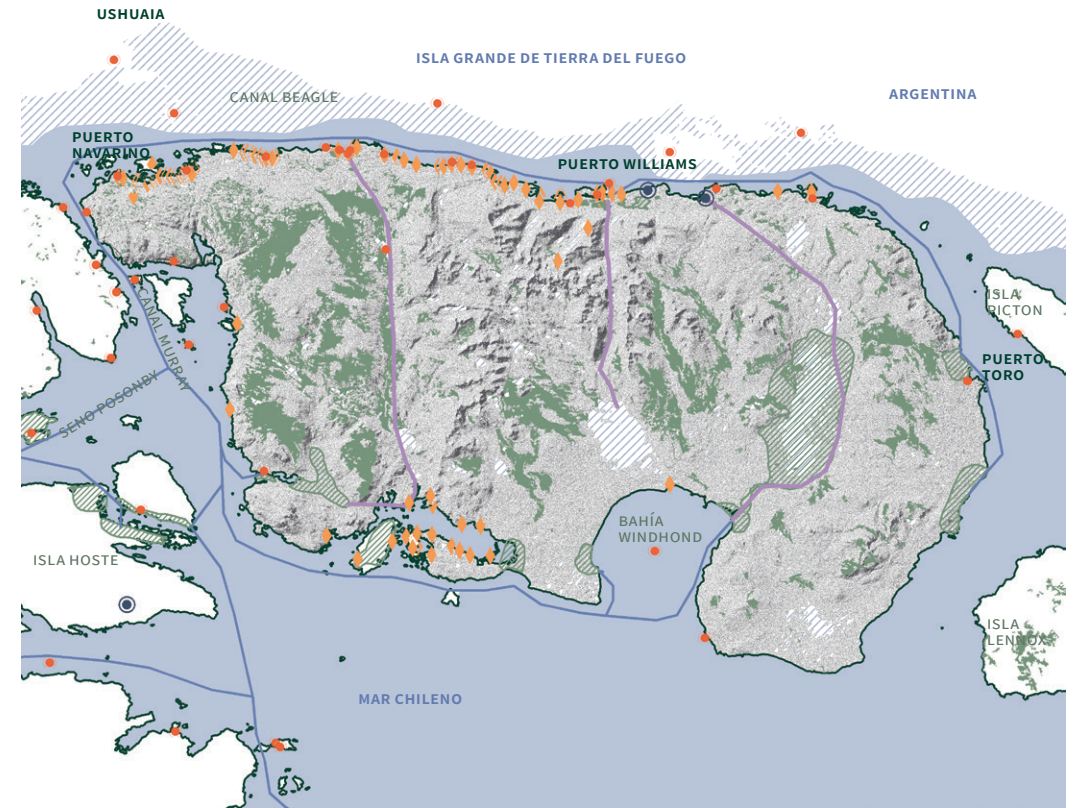 USHUAIA
ISLA GRANDE DE TIERRA DEL FUEGO
CANAL BEAGLE
ARGENTINA
PUERTO
NAVARINO
PUERTO WILLIAMS
ISLA
PICTON
CANAL MURRAY
PUERTO
TORO
SENO POSONBY
BAHÍA
WINDHOND
ISLA HOSTE
ISLA
LENNOX
MAR CHILENO